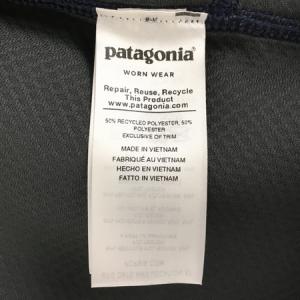 patagonia®
WORN WEAR
Repair, Reuse, Recycle
This Product
www.patagonia.com
50% RECYCLED POLYESTER, 50%
POLYESTER
EXCLUSIVE OF TRIM
MADE IN VIETNAM
FABRIQUÉ AU VIETNAM
HECHO EN VIETNAM
FATTO IN VIETNAM